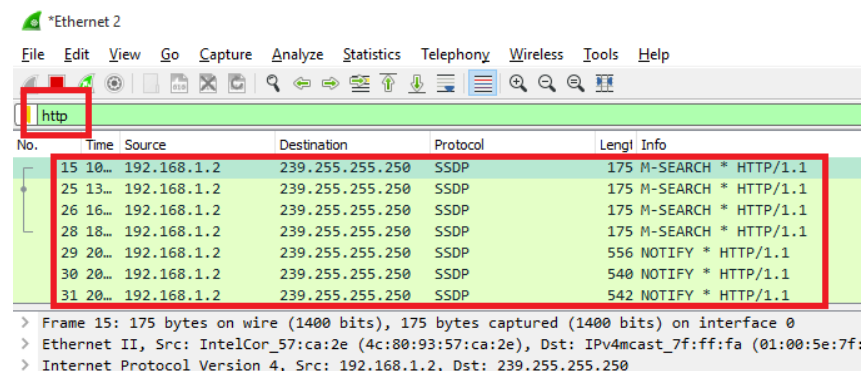 *Ethernet 2
File Edit View Go Capture Analyze Statistics Telephony Wireless Tools Help
http
No. Time Source Destination Protocol Lengt Info
15 10… 192.168.1.2 239.255.255.250 SSDP 175 M-SEARCH * HTTP/1.1
25 13… 192.168.1.2 239.255.255.250 SSDP 175 M-SEARCH * HTTP/1.1
26 16… 192.168.1.2 239.255.255.250 SSDP 175 M-SEARCH * HTTP/1.1
28 18… 192.168.1.2 239.255.255.250 SSDP 175 M-SEARCH * HTTP/1.1
29 20… 192.168.1.2 239.255.255.250 SSDP 556 NOTIFY * HTTP/1.1
30 20… 192.168.1.2 239.255.255.250 SSDP 540 NOTIFY * HTTP/1.1
31 20… 192.168.1.2 239.255.255.250 SSDP 542 NOTIFY * HTTP/1.1
> Frame 15: 175 bytes on wire (1400 bits), 175 bytes captured (1400 bits) on interface 0
> Ethernet II, Src: IntelCor_57:ca:2e (4c:80:93:57:ca:2e), Dst: IPv4mcast_7f:ff:fa (01:00:5e:7f:
> Internet Protocol Version 4, Src: 192.168.1.2, Dst: 239.255.255.250